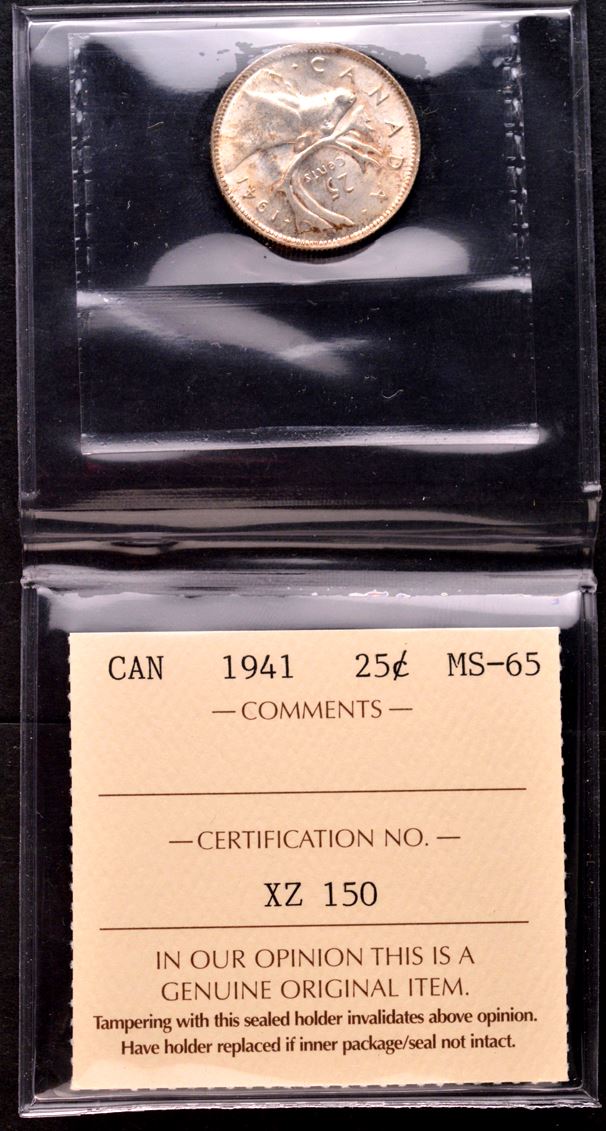 CANADA
25
cents
1941
CAN 1941 25¢ MS-65
— COMMENTS —
— CERTIFICATION NO. —
XZ 150
IN OUR OPINION THIS IS A
GENUINE ORIGINAL ITEM.
Tampering with this sealed holder invalidates above opinion.
Have holder replaced if inner package/seal not intact.